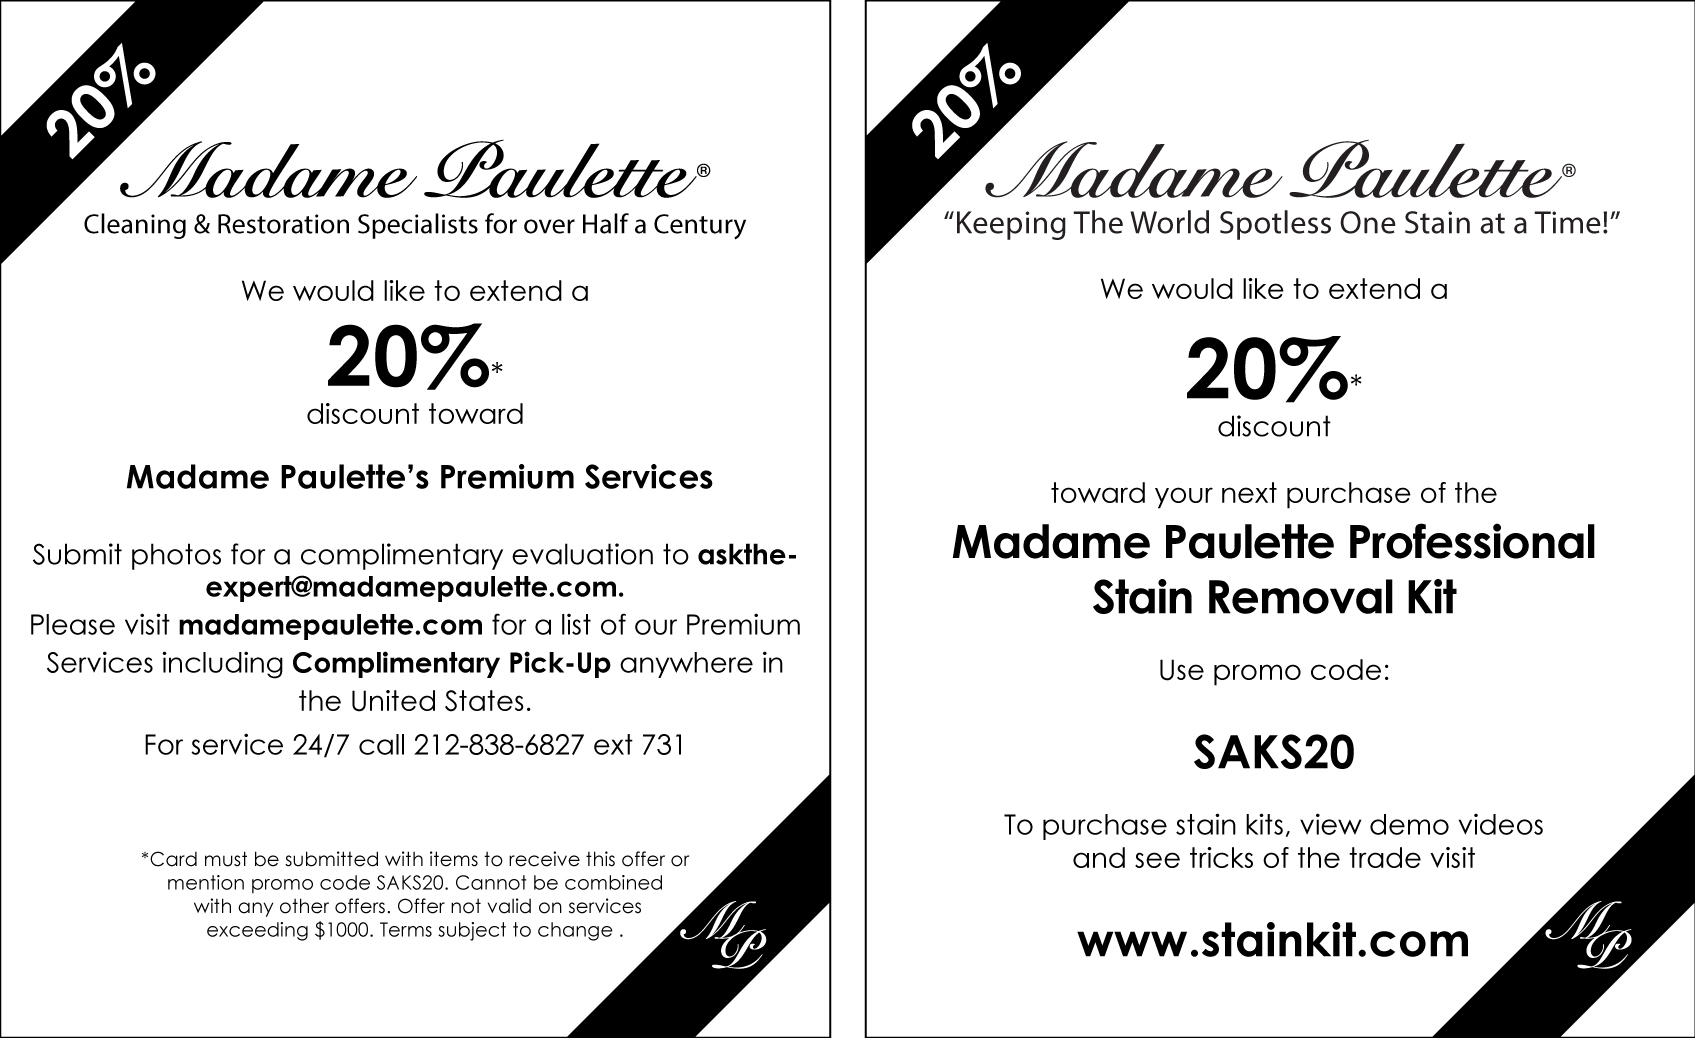 20%
Madame Paulette®
Cleaning & Restoration Specialists for over Half a Century
We would like to extend a
20%*
discount toward
Madame Paulette’s Premium Services
Submit photos for a complimentary evaluation to askthe-
expert@madamepaulette.com.
Please visit madamepaulette.com for a list of our Premium
Services including Complimentary Pick-Up anywhere in
the United States.
For service 24/7 call 212-838-6827 ext 731
*Card must be submitted with items to receive this offer or
mention promo code SAKS20. Cannot be combined
with any other offers. Offer not valid on services
exceeding $1000. Terms subject to change .
MP
20%
Madame Paulette®
“Keeping The World Spotless One Stain at a Time!”
We would like to extend a
20%*
discount
toward your next purchase of the
Madame Paulette Professional
Stain Removal Kit
Use promo code:
SAKS20
To purchase stain kits, view demo videos
and see tricks of the trade visit
www.stainkit.com
MP